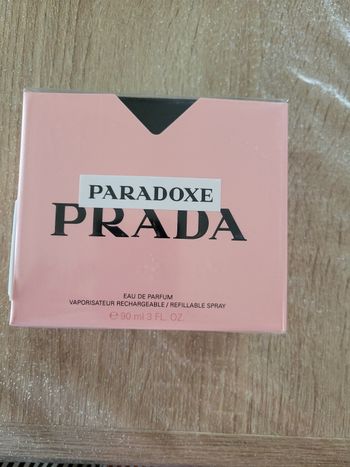 PARADOXE
PRADA
EAU DE PARFUM
VAPORISATEUR RECHARGEABLE / REFILLABLE SPRAY
℮ 90 ml 3 FL. OZ.